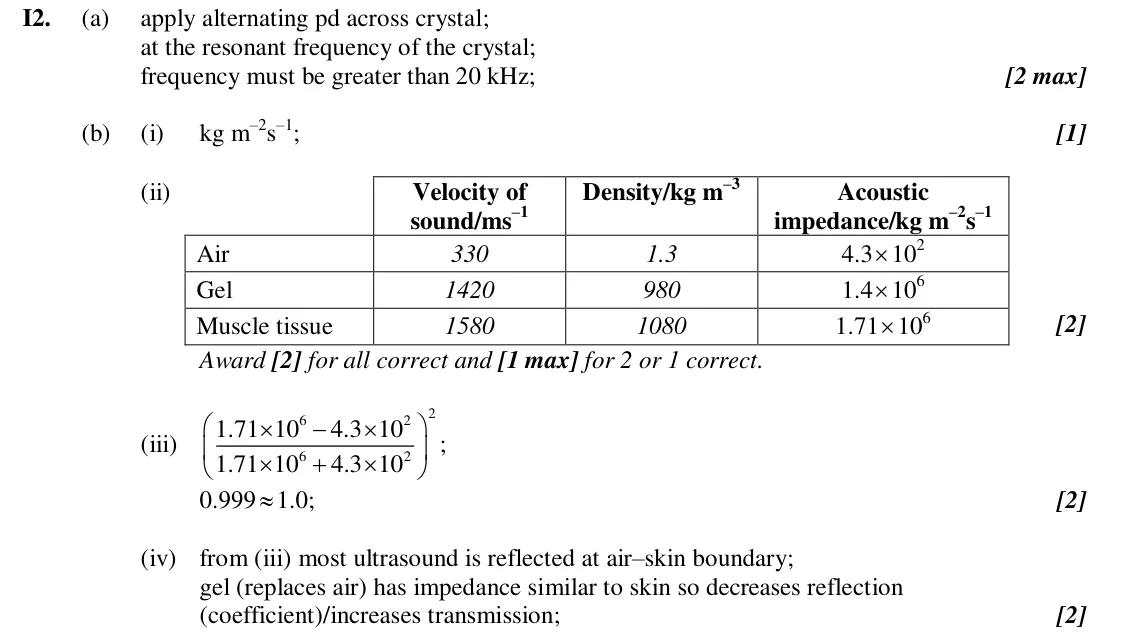 I2. (a) apply alternating pd across crystal;
at the resonant frequency of the crystal;
frequency must be greater than 20 kHz; [2 max]
(b) (i) kg m⁻²s⁻¹; [1]
(ii) Velocity of sound/ms⁻¹ Density/kg m⁻³ Acoustic impedance/kg m⁻²s⁻¹
Air 330 1.3 4.3×10²
Gel 1420 980 1.4×10⁶
Muscle tissue 1580 1080 1.71×10⁶ [2]
Award [2] for all correct and [1 max] for 2 or 1 correct.
(iii) ((1.71×10⁶ − 4.3×10²)/(1.71×10⁶ + 4.3×10²))²;
0.999 ≈ 1.0; [2]
(iv) from (iii) most ultrasound is reflected at air–skin boundary;
gel (replaces air) has impedance similar to skin so decreases reflection
(coefficient)/increases transmission; [2]